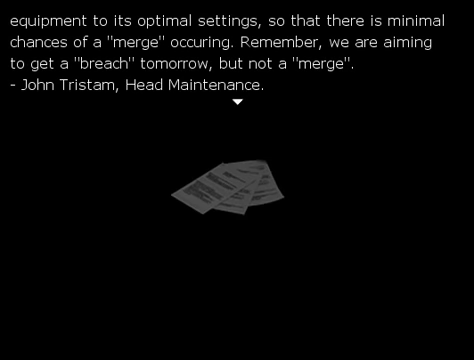 equipment to its optimal settings, so that there is minimal
chances of a "merge" occuring. Remember, we are aiming
to get a "breach" tomorrow, but not a "merge".
- John Tristam, Head Maintenance.